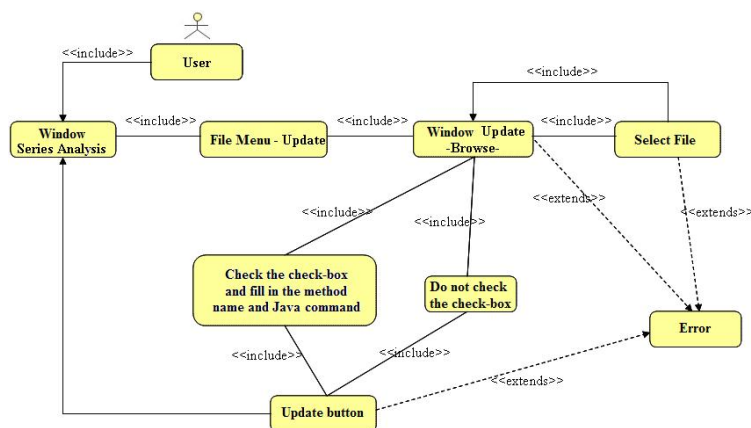 <<include>>
User
<<include>>
Window
Series Analysis
<<include>>
File Menu - Update
<<include>>
Window Update
-Browse-
<<include>>
Select File
<<extends>>
<<extends>>
<<include>>
<<include>>
Check the check-box
and fill in the method
name and Java command
Do not check
the check-box
Error
<<include>>
<<include>>
<<extends>>
Update button